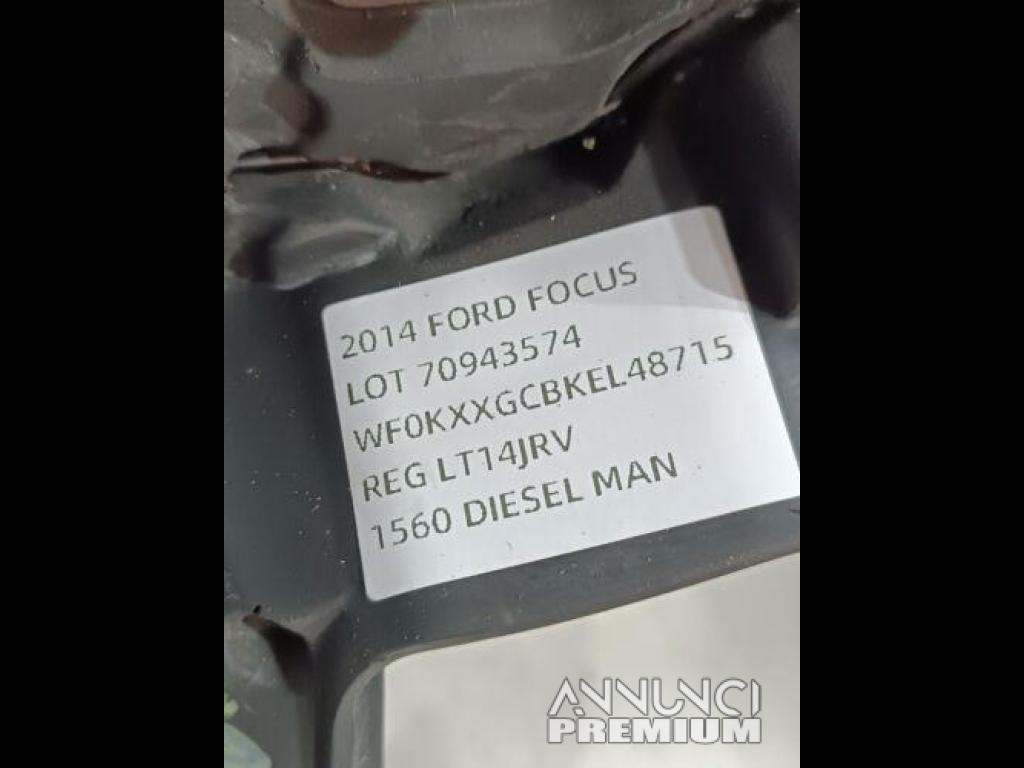 2014 FORD FOCUS
LOT 70943574
WF0KXXGCBKEL48715
REG LT14JRV
1560 DIESEL MAN
ANNUNCI
PREMIUM